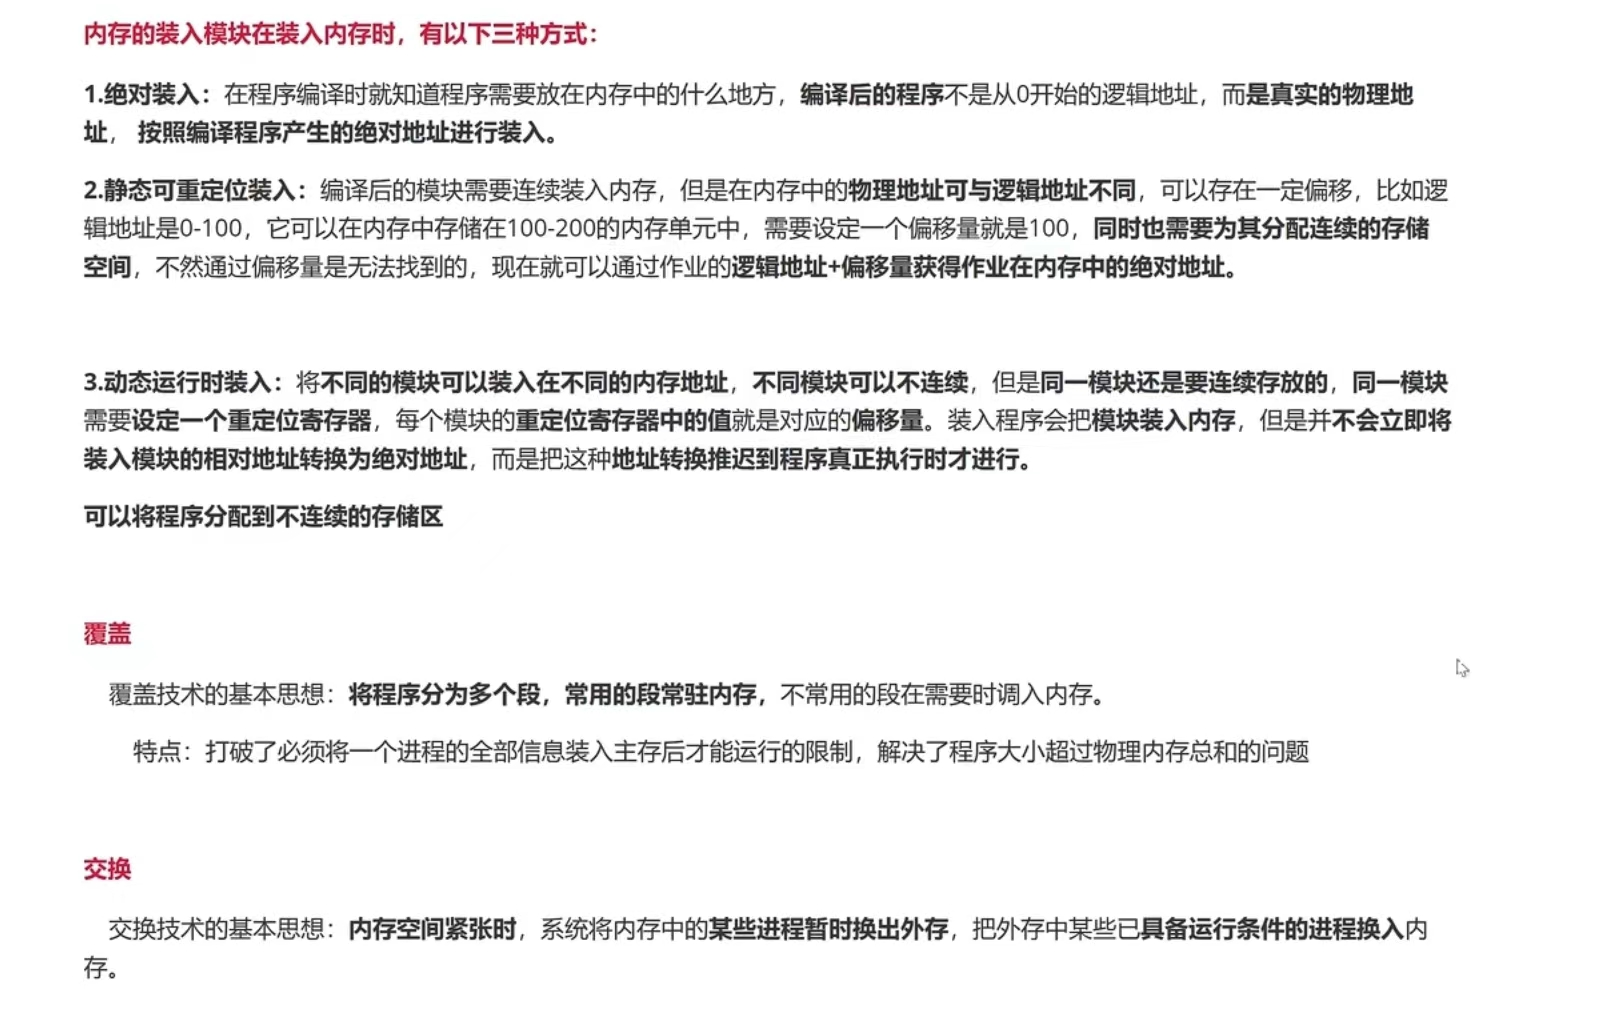 内存的装入模块在装入内存时，有以下三种方式：
1.绝对装入：在程序编译时就知道程序需要放在内存中的什么地方，编译后的程序不是从0开始的逻辑地址，而是真实的物理地
址， 按照编译程序产生的绝对地址进行装入。
2.静态可重定位装入：编译后的模块需要连续装入内存，但是在内存中的物理地址可与逻辑地址不同，可以存在一定偏移，比如逻
辑地址是0-100，它可以在内存中存储在100-200的内存单元中，需要设定一个偏移量就是100，同时也需要为其分配连续的存储
空间，不然通过偏移量是无法找到的，现在就可以通过作业的逻辑地址+偏移量获得作业在内存中的绝对地址。
3.动态运行时装入：将不同的模块可以装入在不同的内存地址，不同模块可以不连续，但是同一模块还是要连续存放的，同一模块
需要设定一个重定位寄存器，每个模块的重定位寄存器中的值就是对应的偏移量。装入程序会把模块装入内存，但是并不会立即将
装入模块的相对地址转换为绝对地址，而是把这种地址转换推迟到程序真正执行时才进行。
可以将程序分配到不连续的存储区
覆盖
覆盖技术的基本思想：将程序分为多个段，常用的段常驻内存，不常用的段在需要时调入内存。
特点：打破了必须将一个进程的全部信息装入主存后才能运行的限制，解决了程序大小超过物理内存总和的问题
交换
交换技术的基本思想：内存空间紧张时，系统将内存中的某些进程暂时换出外存，把外存中某些已具备运行条件的进程换入内
存。